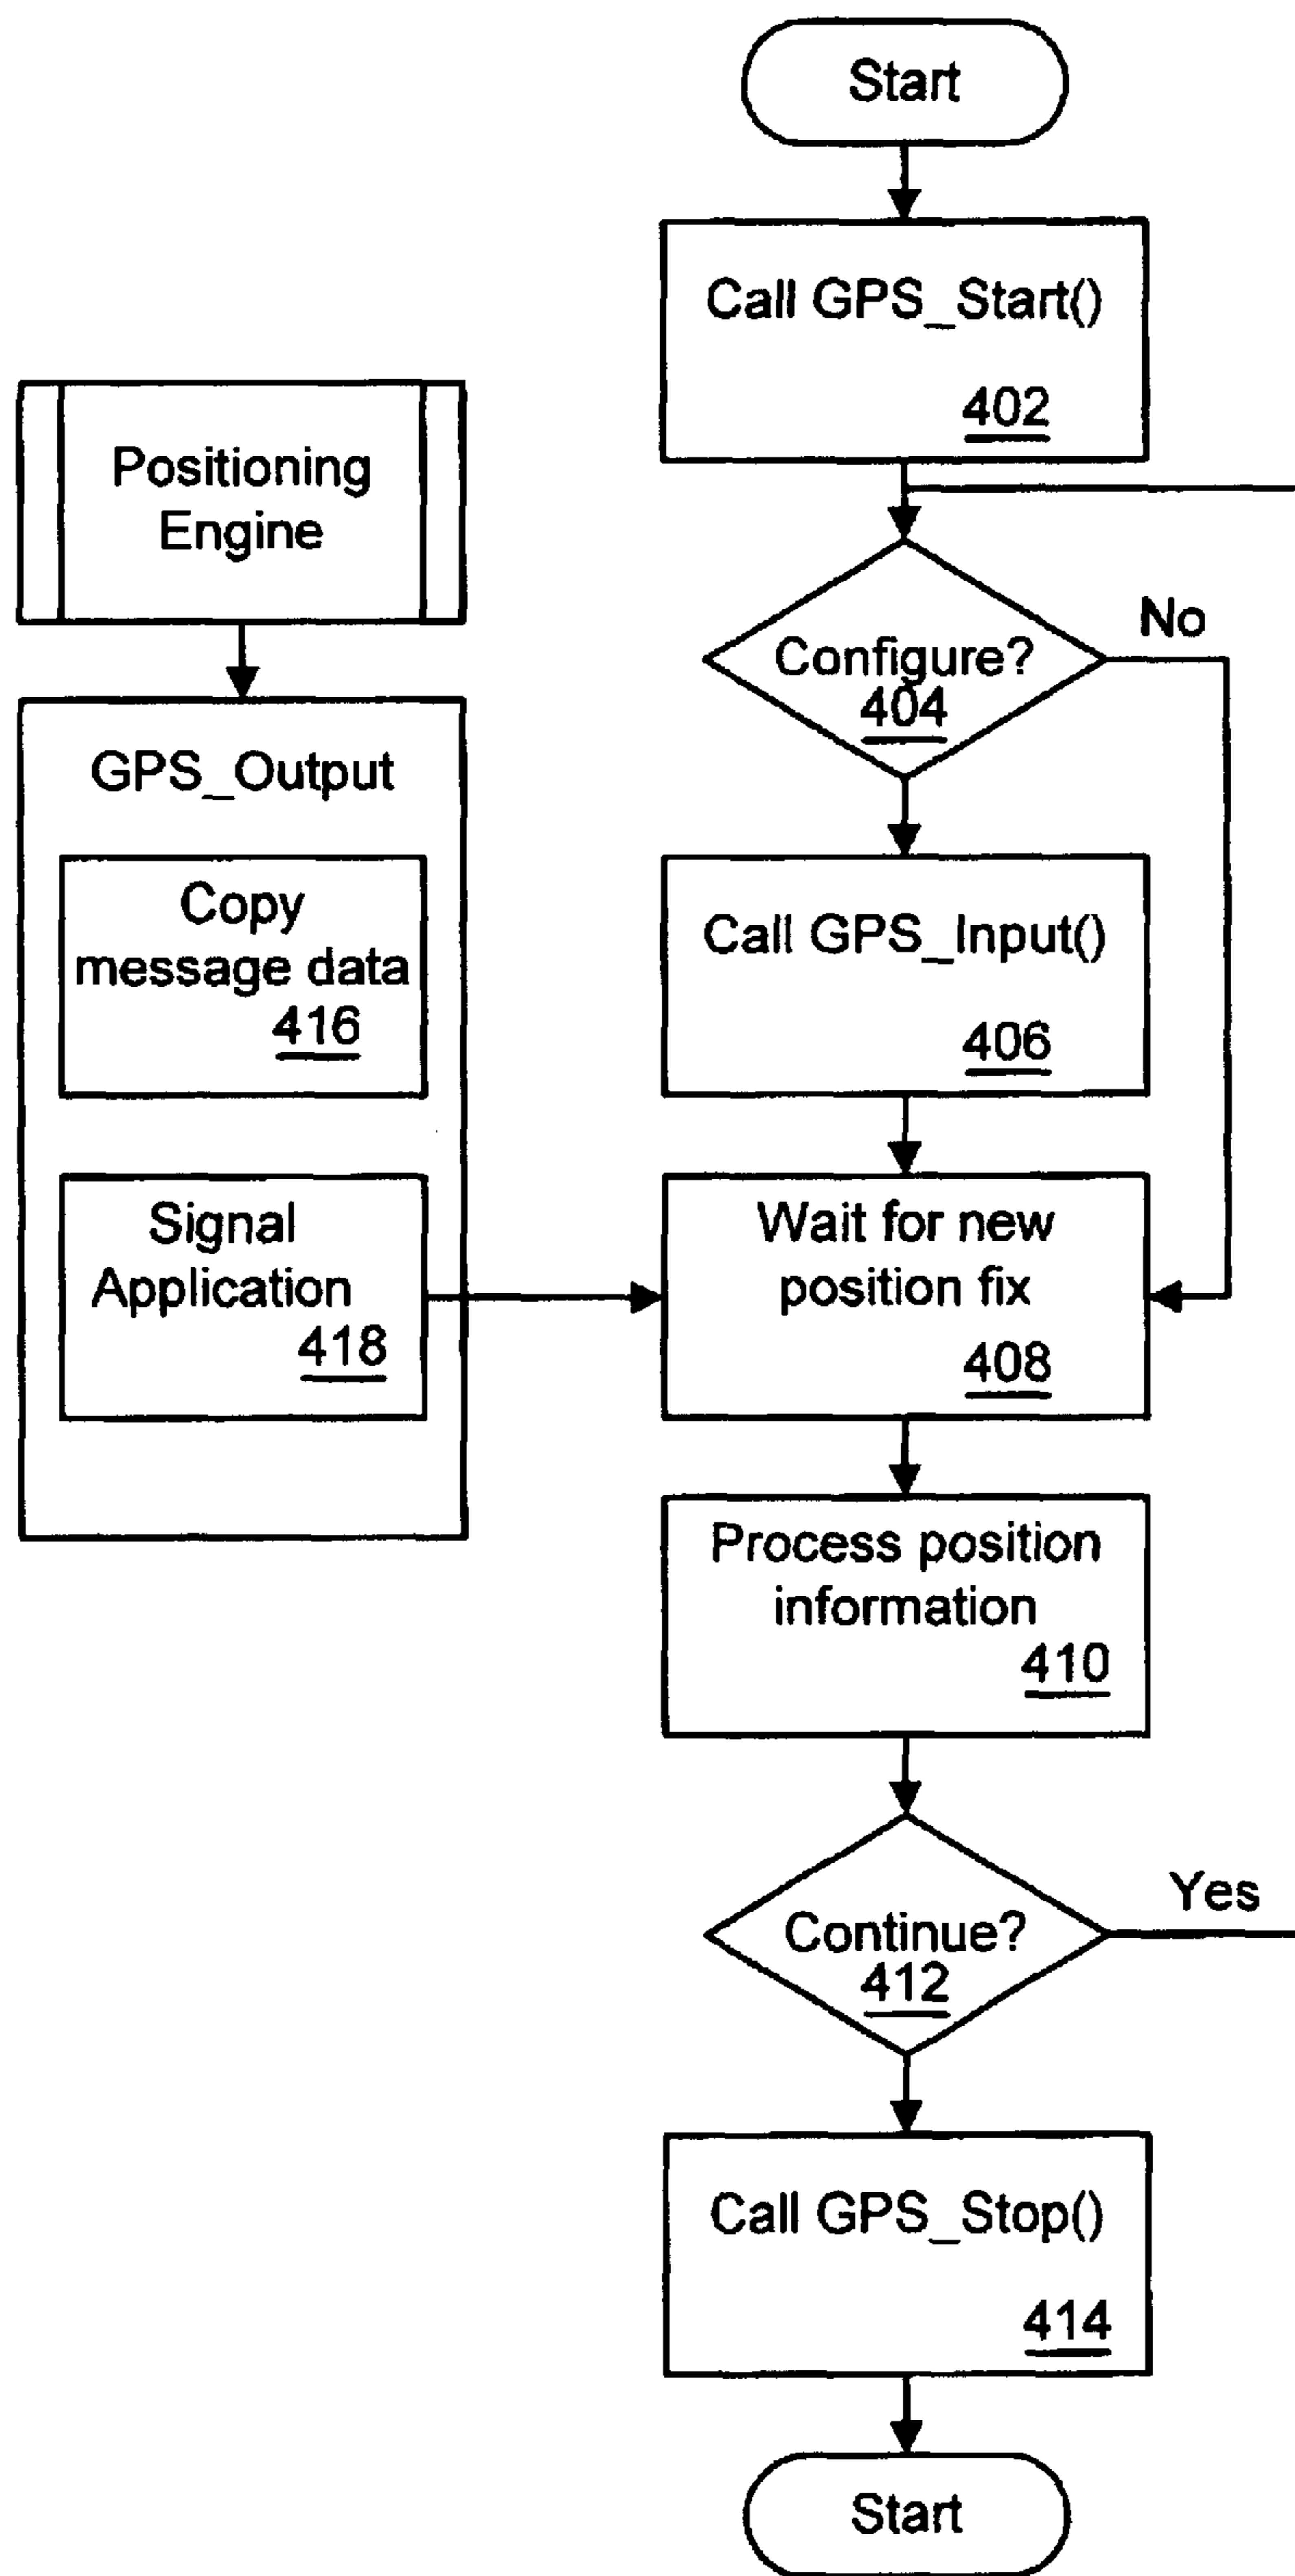 Start
Call GPS_Start()
402
Positioning
Engine
Configure?
404
No
GPS_Output
Copy
message data
416
Call GPS_Input()
406
Signal
Application
418
Wait for new
position fix
408
Process position
information
410
Continue?
412
Yes
Call GPS_Stop()
414
Start